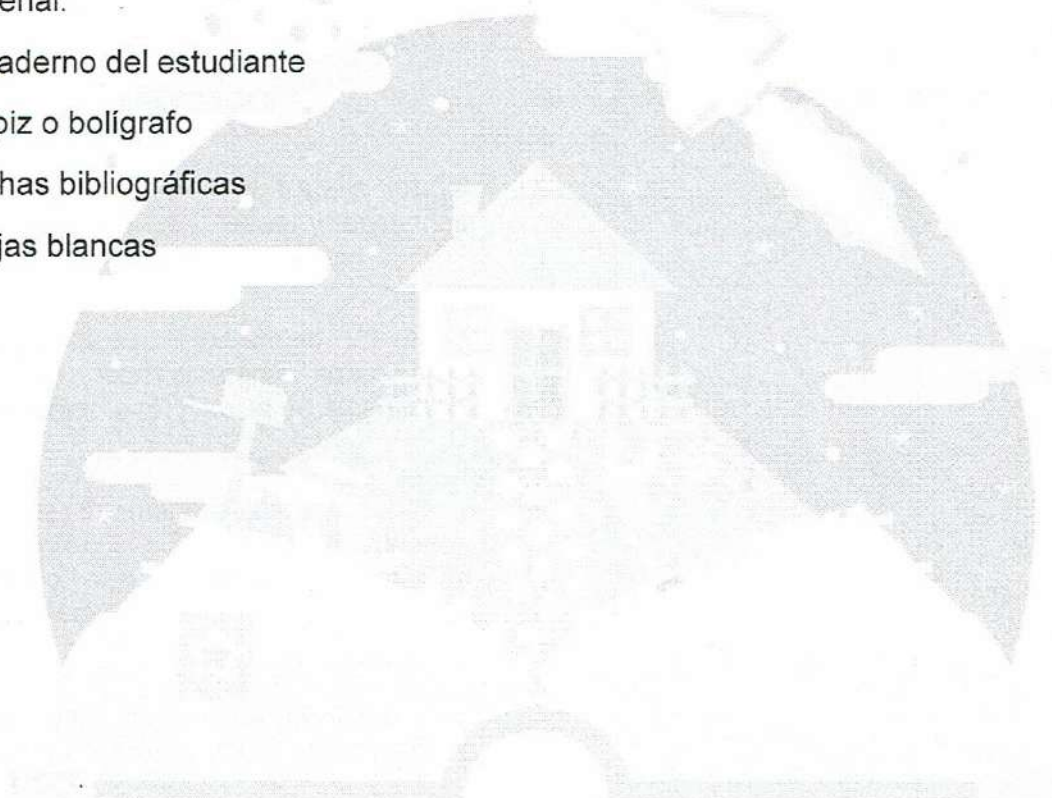 erial:
aderno del estudiante
piz o bolígrafo
has bibliográficas
jas blancas